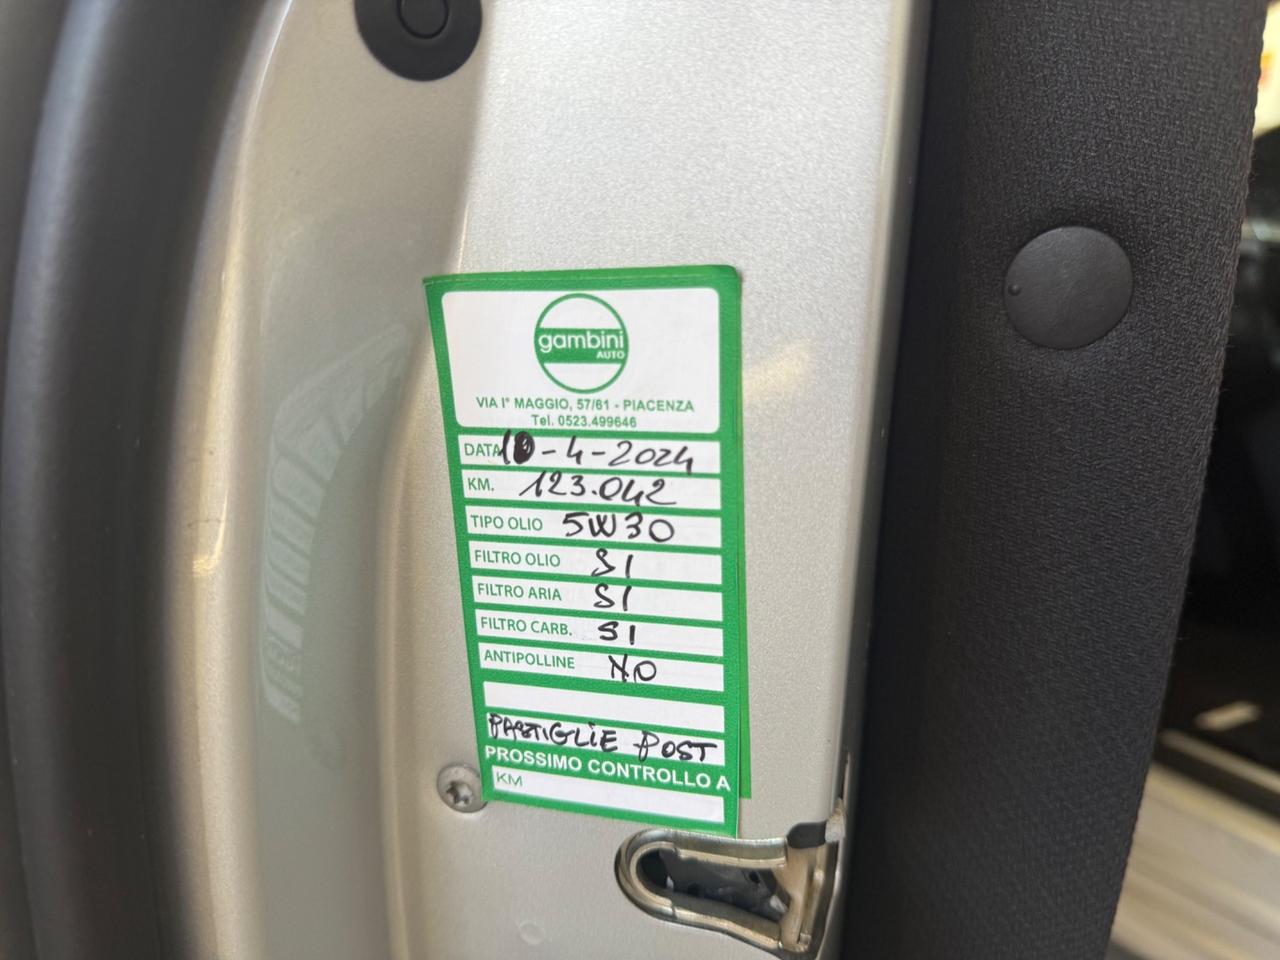 gambini
AUTO
VIA I° MAGGIO, 57/61 - PIACENZA
Tel. 0523.499646
DATA 10-4-2024
KM. 123.042
TIPO OLIO 5W30
FILTRO OLIO SI
FILTRO ARIA SI
FILTRO CARB. SI
ANTIPOLLINE NO
PASTIGLIE POST
PROSSIMO CONTROLLO A
KM